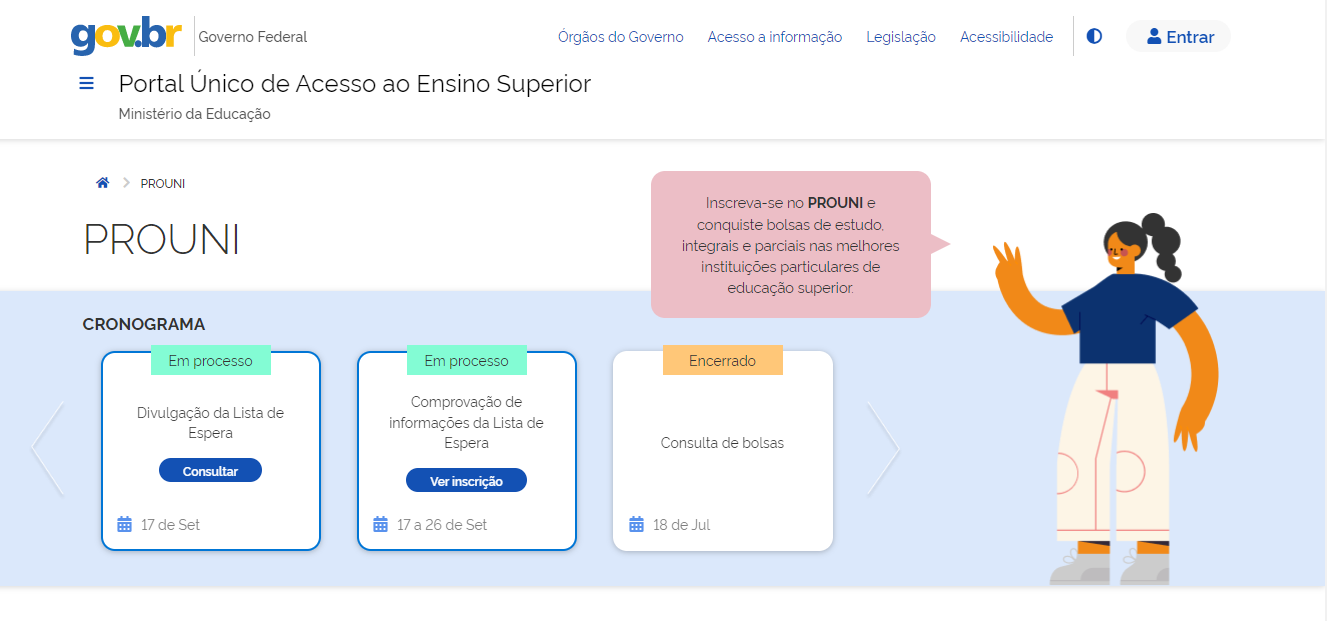 gov.br
Governo Federal
Órgãos do Governo
Acesso a informação
Legislação
Acessibilidade
Entrar
Portal Único de Acesso ao Ensino Superior
Ministério da Educação
PROUNI
PROUNI
Inscreva-se no PROUNI e
conquiste bolsas de estudo,
integrais e parciais nas melhores
instituições particulares de
educação superior.
CRONOGRAMA
Em processo
Divulgação da Lista de
Espera
Consultar
17 de Set
Em processo
Comprovação de
informações da Lista de
Espera
Ver inscrição
17 a 26 de Set
Encerrado
Consulta de bolsas
18 de Jul